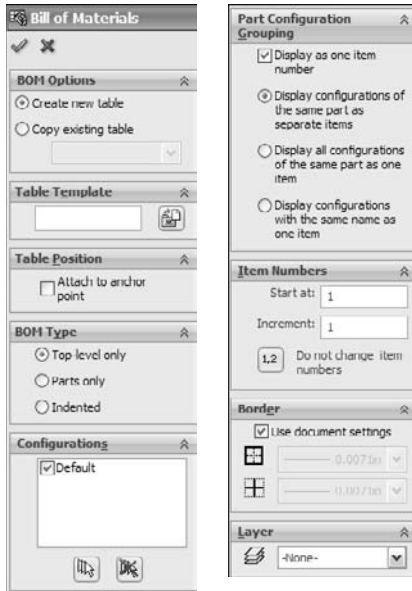 Bill of Materials
BOM Options
Create new table
Copy existing table
Table Template
Table Position
Attach to anchor
point
BOM Type
Top-level only
Parts only
Indented
Configurations
Default
Part Configuration
Grouping
Display as one item
number
Display configurations of
the same part as
separate items
Display all configurations
of the same part as one
item
Display configurations
with the same name as
one item
Item Numbers
Start at: 1
Increment: 1
1,2 Do not change item
numbers
Border
Use document settings
0.0071in
0.0071in
Layer
-None-